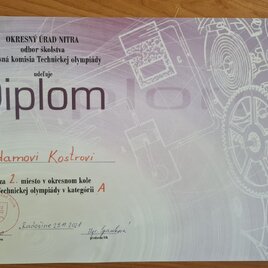 OKRESNÝ ÚRAD NITRA
odbor školstva
sná komisia Technickej olympiády
udeľuje
Diplom
damovi Kostrovi
za 2. miesto v okresnom kole
Technickej olympiády v kategórii A